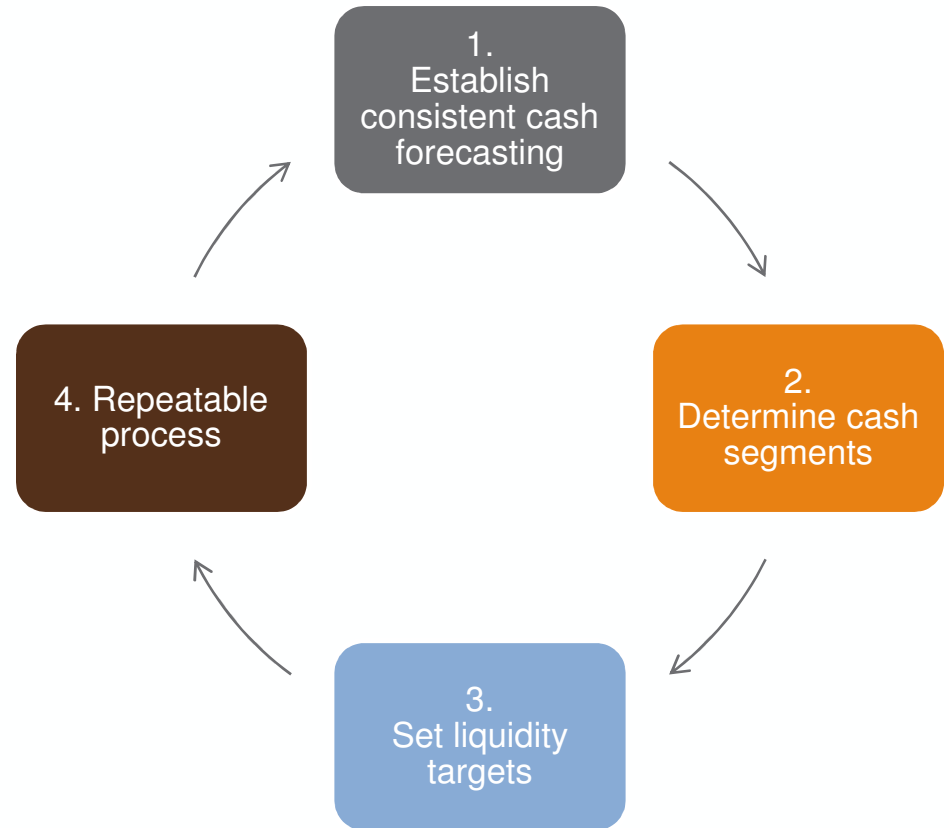 1.
Establish
consistent cash
forecasting
2.
Determine cash
segments
3.
Set liquidity
targets
4. Repeatable
process